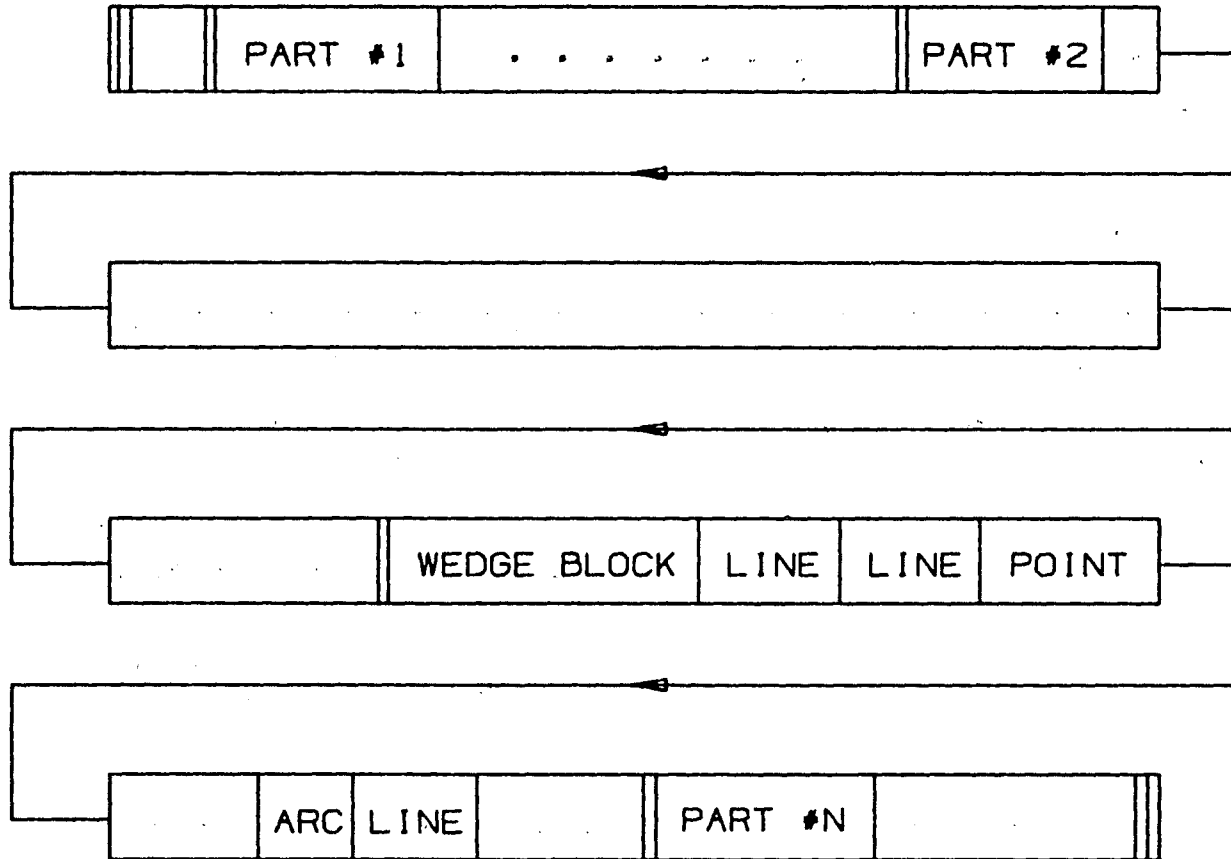 PART #1 . . . . . . . PART #2
WEDGE BLOCK LINE LINE POINT
ARC LINE PART #N